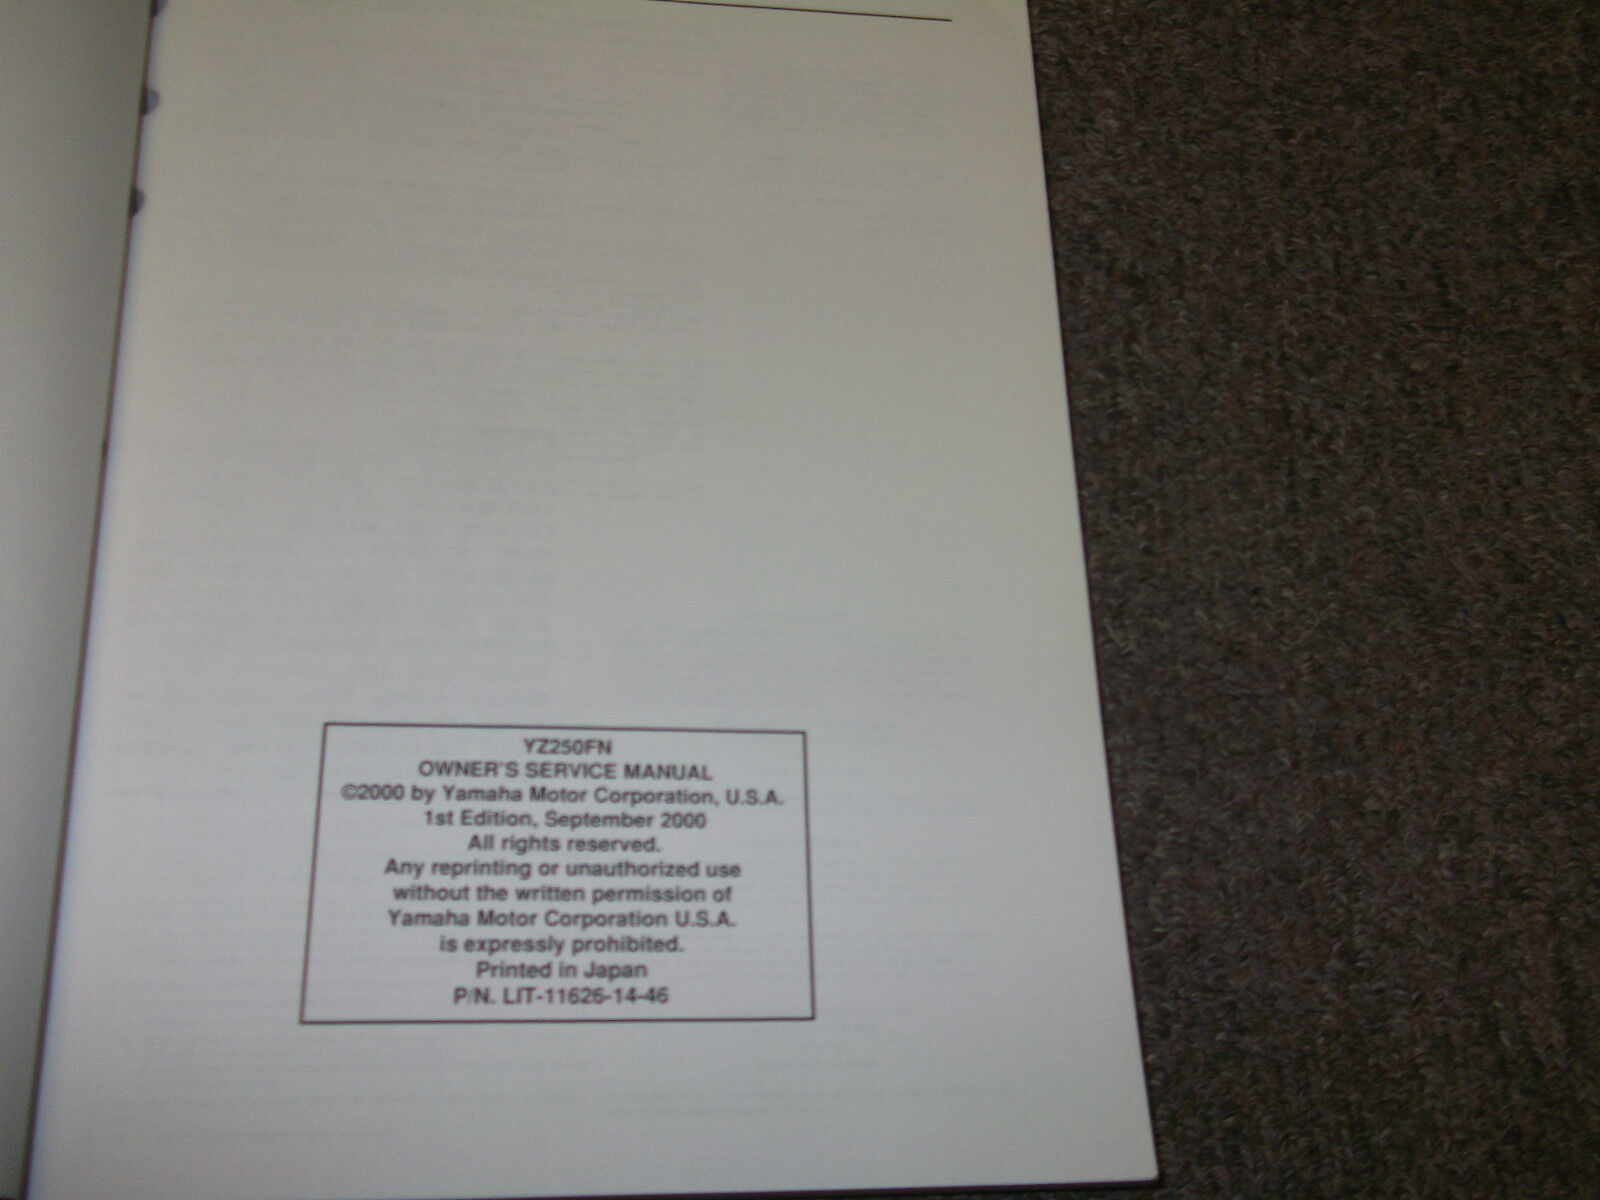 YZ250FN
OWNER'S SERVICE MANUAL
©2000 by Yamaha Motor Corporation, U.S.A.
1st Edition, September 2000
All rights reserved.
Any reprinting or unauthorized use
without the written permission of
Yamaha Motor Corporation U.S.A.
is expressly prohibited.
Printed in Japan
P/N. LIT-11626-14-46